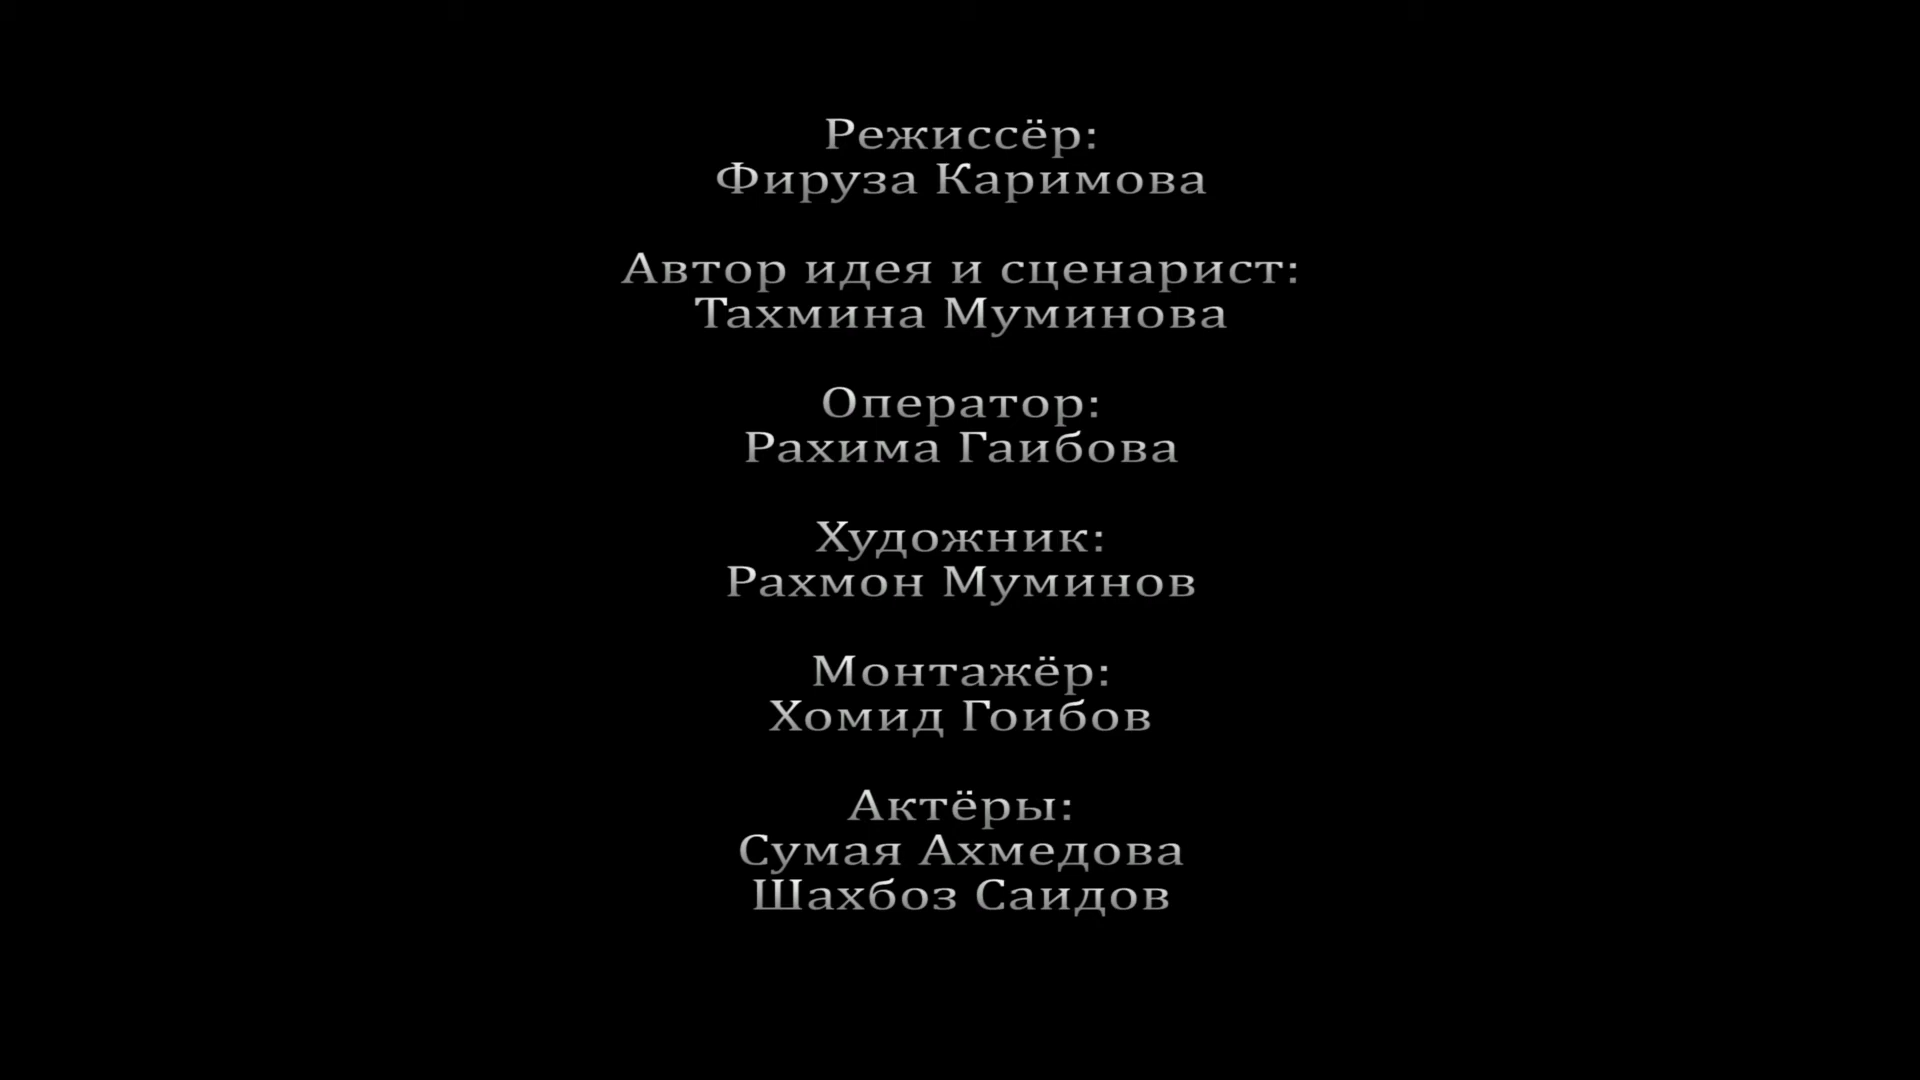 Режиссёр:
Фируза Каримова
Автор идея и сценарист:
Тахмина Муминова
Оператор:
Рахима Гаибова
Художник:
Рахмон Муминов
Монтажёр:
Хомид Гоибов
Актёры:
Сумая Ахмедова
Шахбоз Саидов